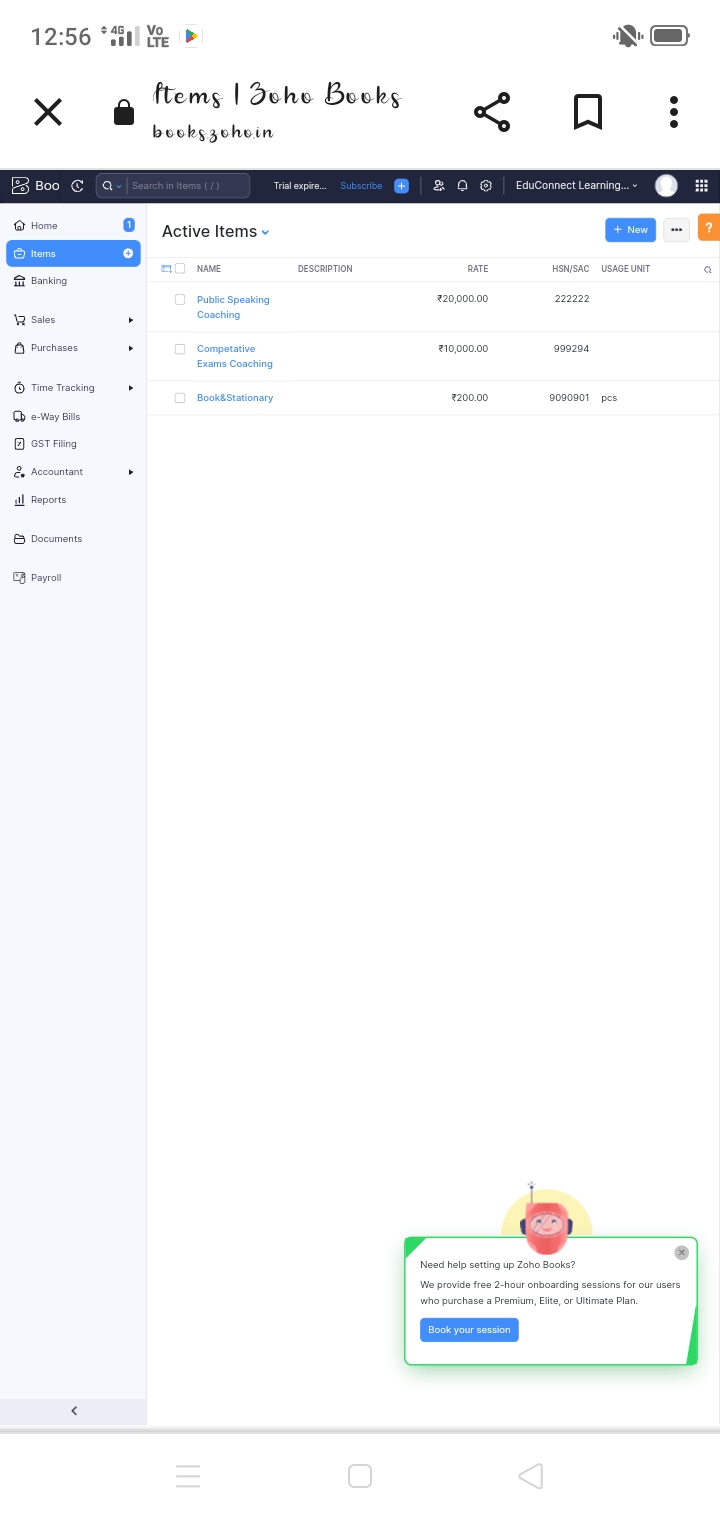 12:56 4G Vo LTE
Items | Zoho Books
books.zoho.in
Boo Search in Items ( / ) Trial expire... Subscribe EduConnect Learning...
Home 1
Items
Banking
Sales
Purchases
Time Tracking
e-Way Bills
GST Filing
Accountant
Reports
Documents
Payroll
Active Items
+ New ... ?
NAME DESCRIPTION RATE HSN/SAC USAGE UNIT
Public Speaking ₹20,000.00 222222
Coaching
Competative ₹10,000.00 999294
Exams Coaching
Book&Stationary ₹200.00 9090901 pcs
Need help setting up Zoho Books?
We provide free 2-hour onboarding sessions for our users
who purchase a Premium, Elite, or Ultimate Plan.
Book your session